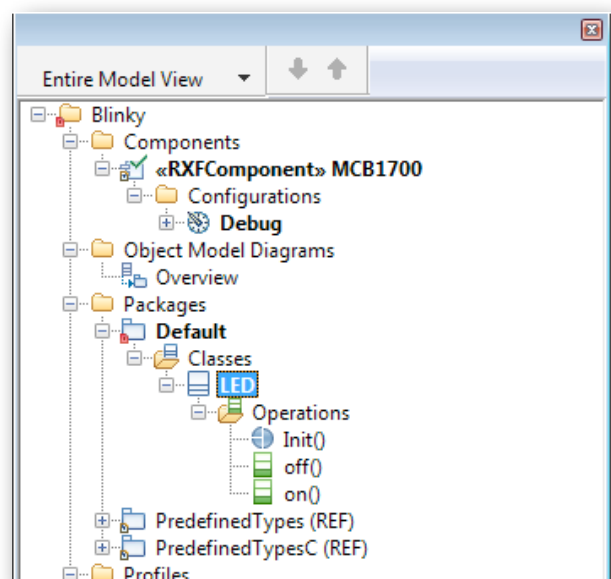 Entire Model View
Blinky
Components
«RXFComponent» MCB1700
Configurations
Debug
Object Model Diagrams
Overview
Packages
Default
Classes
LED
Operations
Init()
off()
on()
PredefinedTypes (REF)
PredefinedTypesC (REF)
Profiles